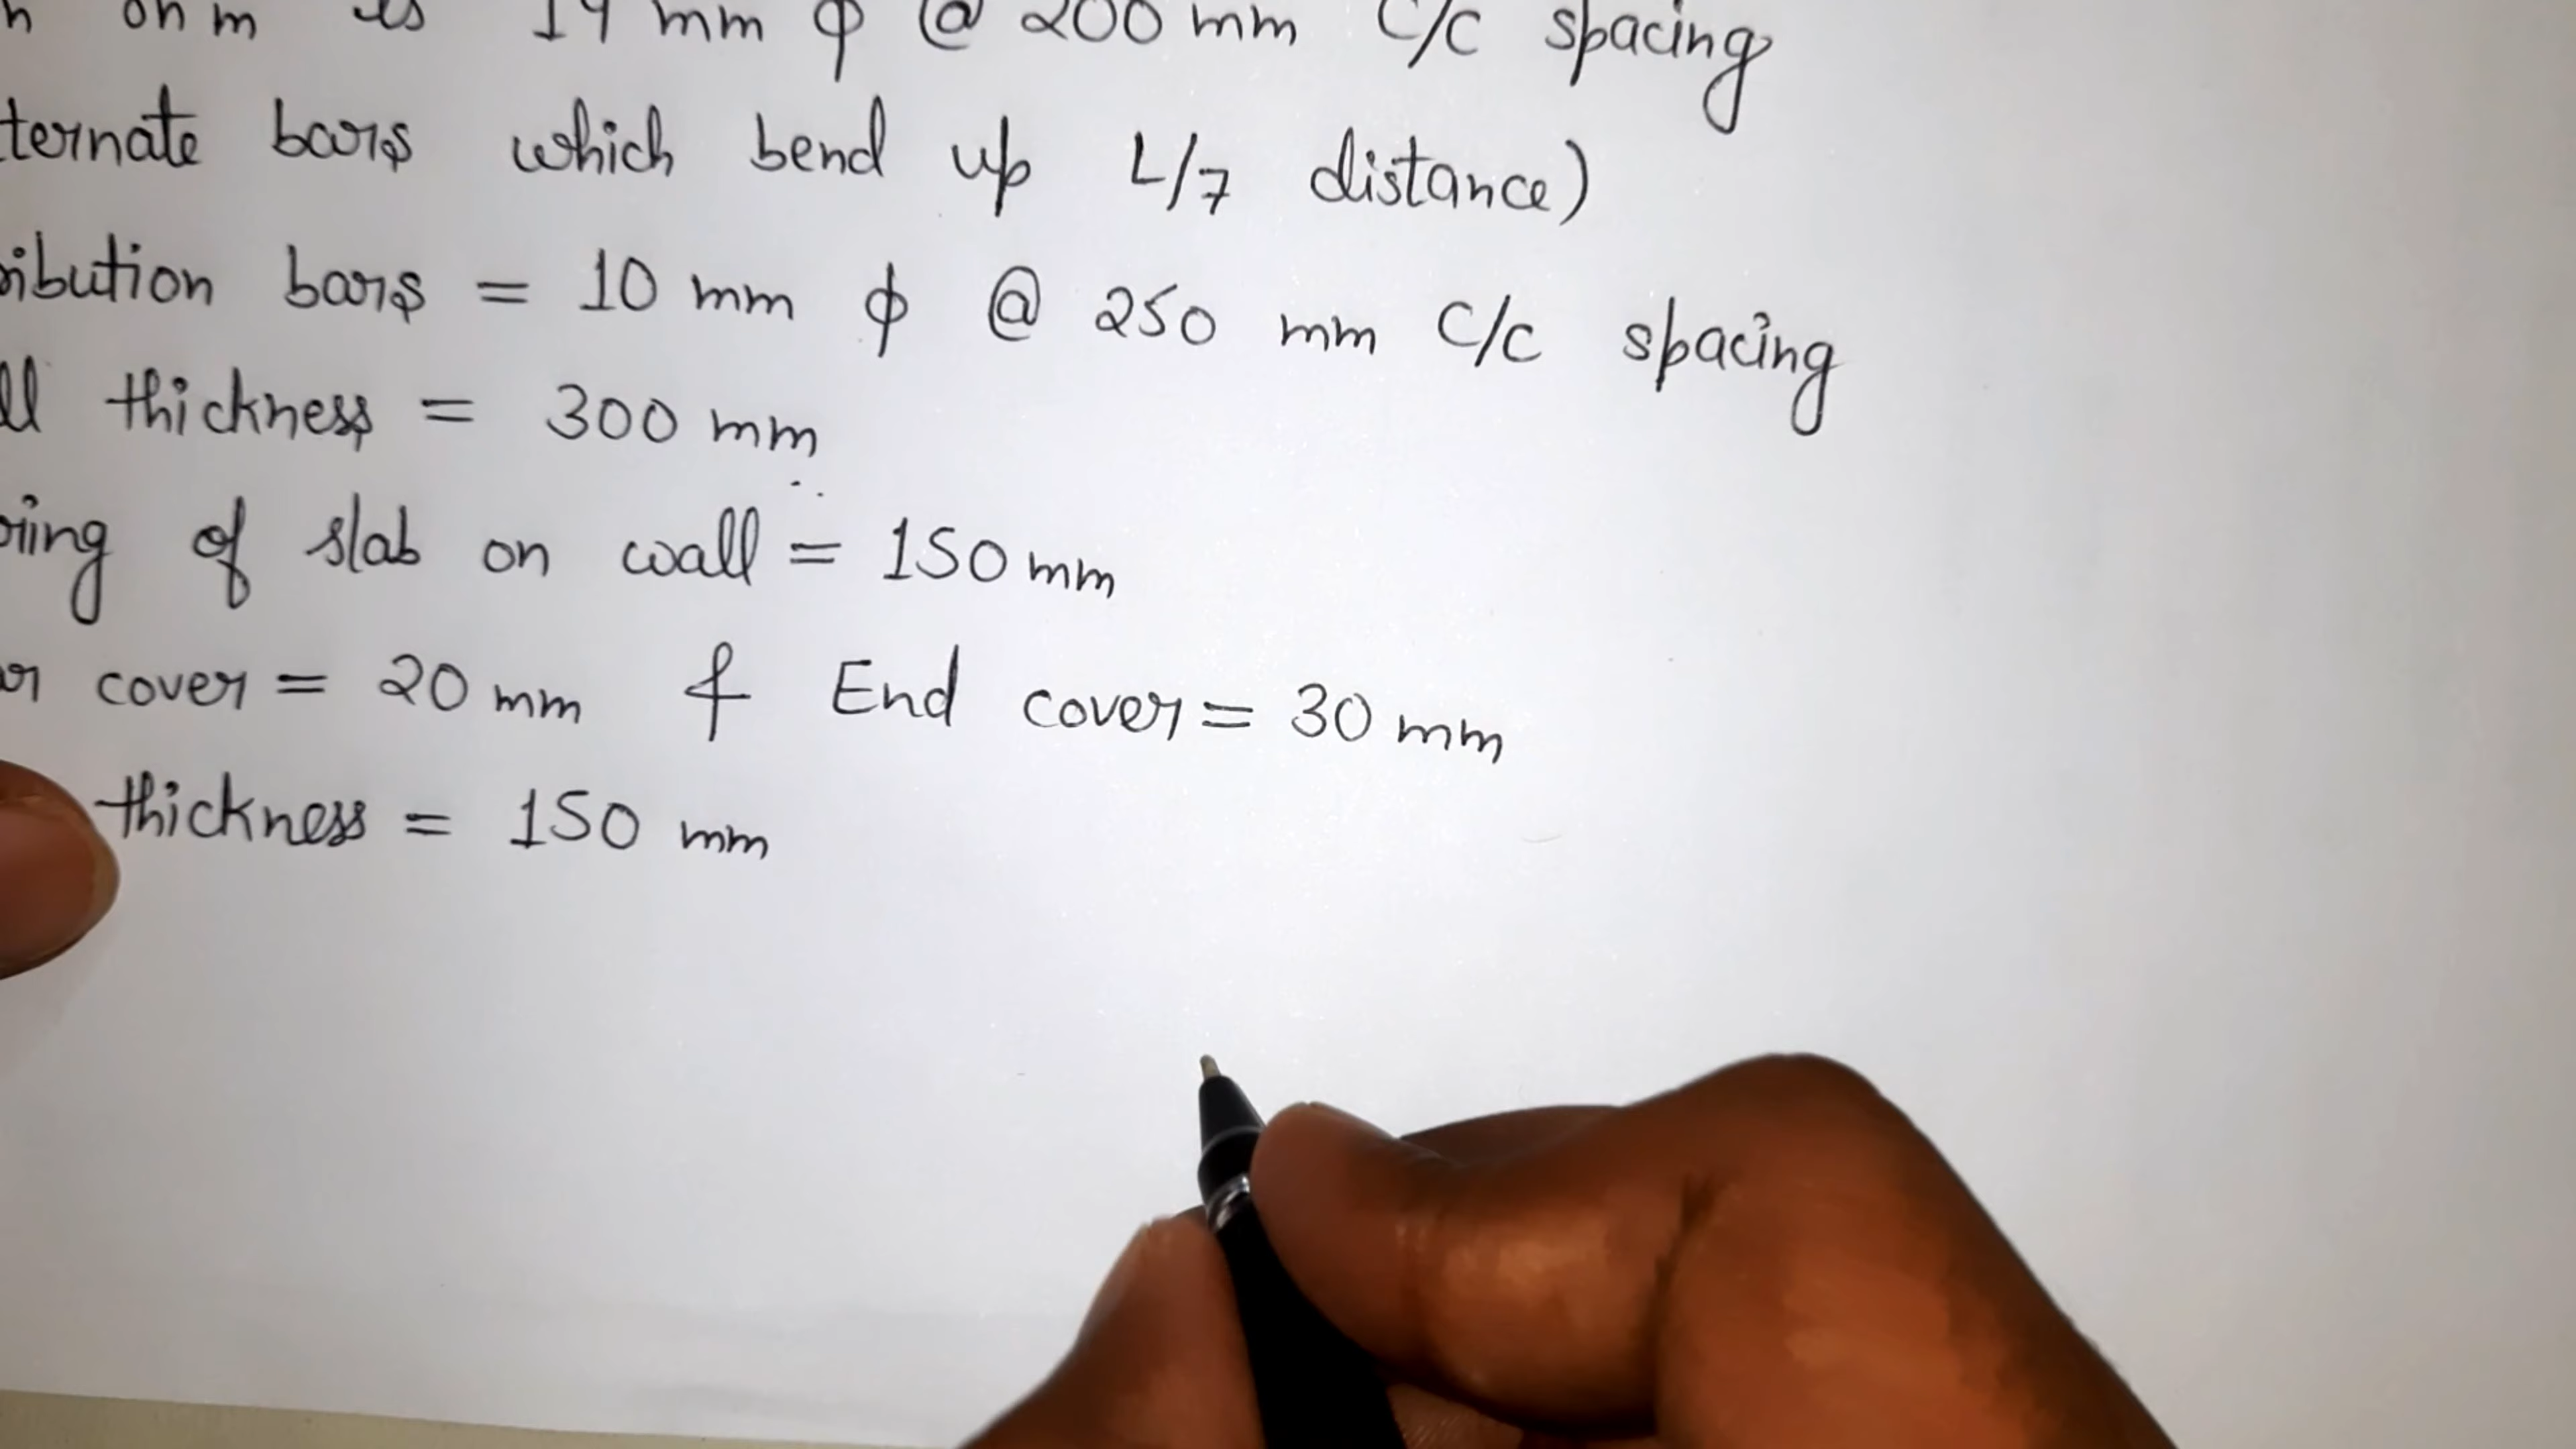 is 14 mm ϕ @ 200 mm C/C spacing
ternate bars which bend up L/7 distance)
ribution bars = 10 mm ϕ @ 250 mm C/C spacing
ll thickness = 300 mm
ring of slab on wall = 150 mm
ar cover = 20 mm & End cover = 30 mm
thickness = 150 mm